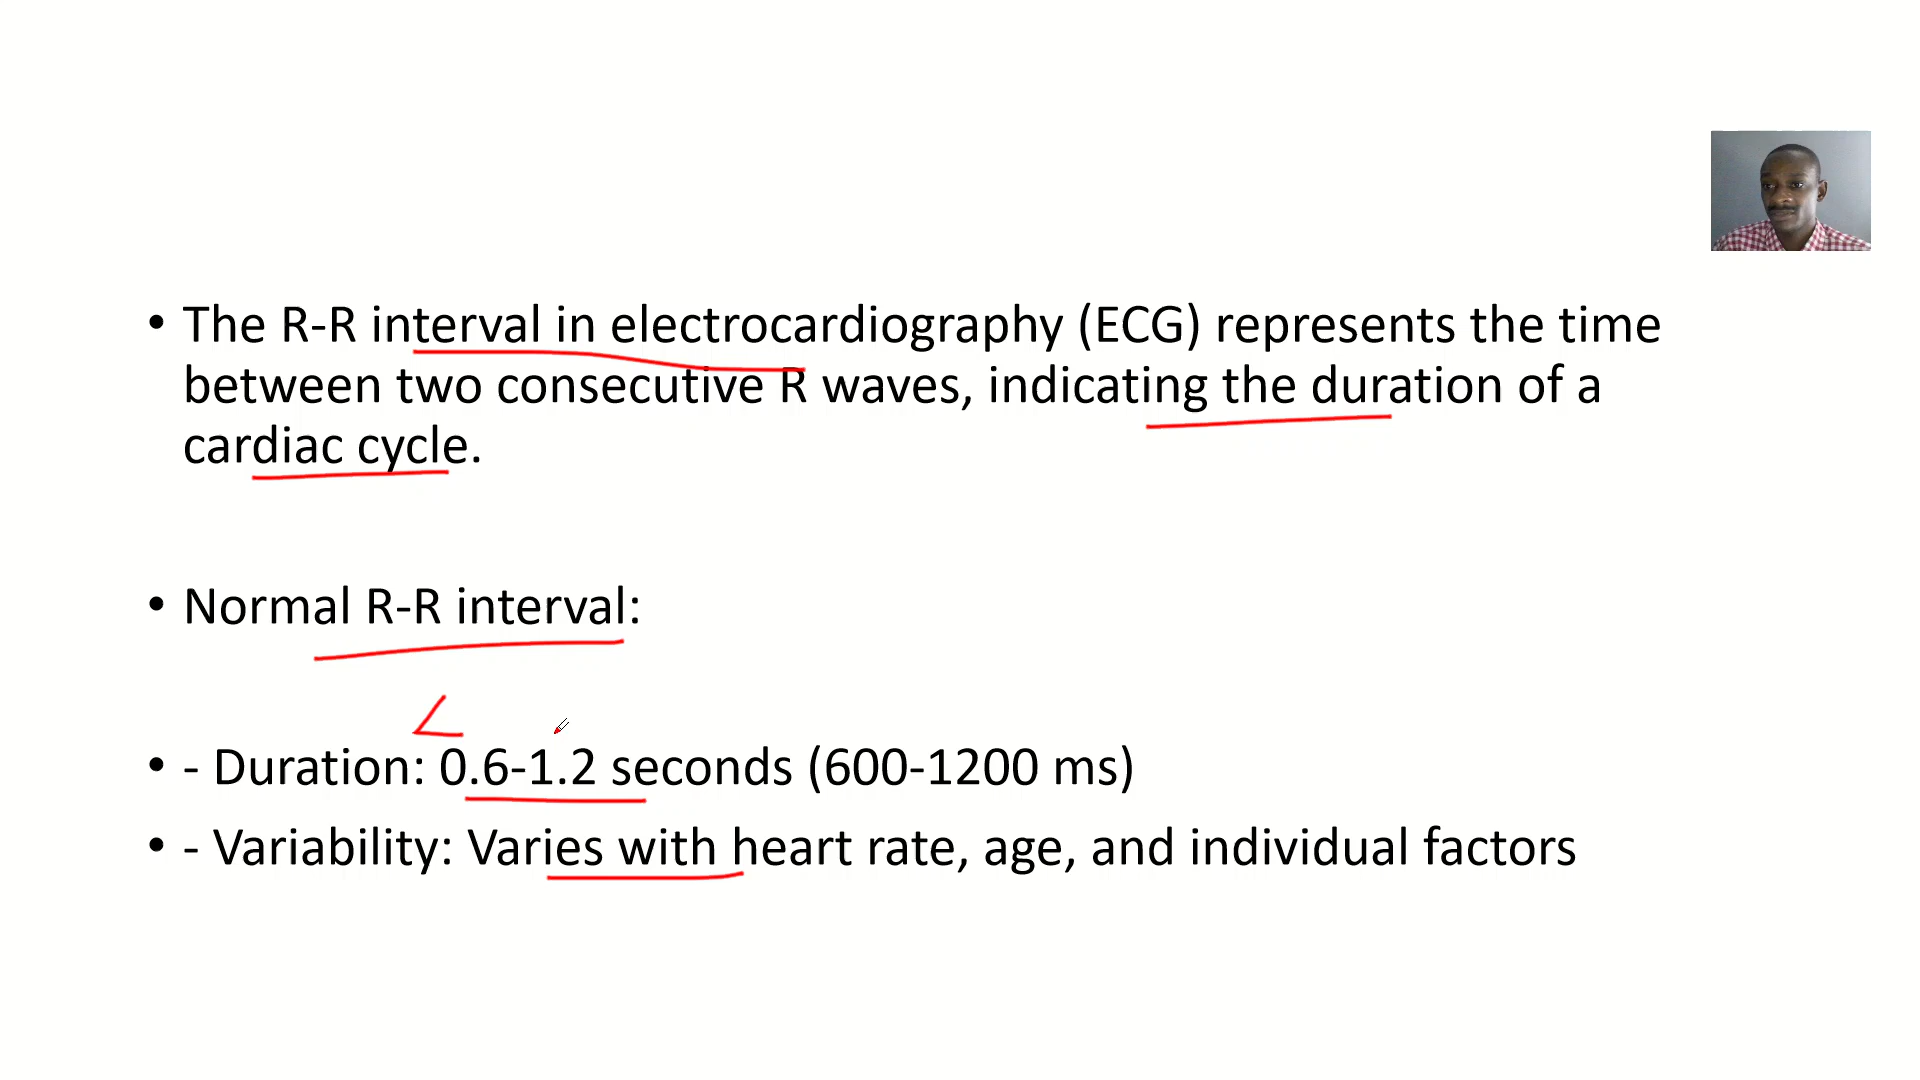 • The R-R interval in electrocardiography (ECG) represents the time
between two consecutive R waves, indicating the duration of a
cardiac cycle.
• Normal R-R interval:
<
• - Duration: 0.6-1.2 seconds (600-1200 ms)
• - Variability: Varies with heart rate, age, and individual factors